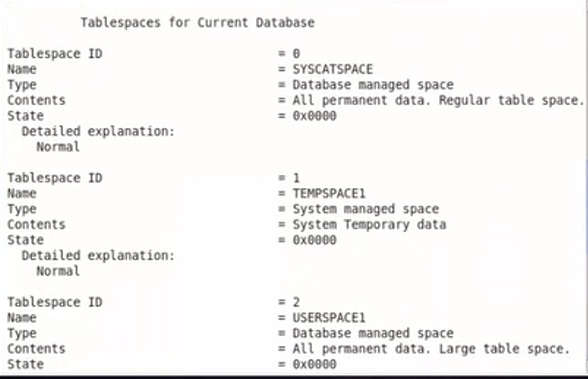 Tablespaces for Current Database
Tablespace ID = 0
Name = SYSCATSPACE
Type = Database managed space
Contents = All permanent data. Regular table space.
State = 0x0000
Detailed explanation:
Normal
Tablespace ID = 1
Name = TEMPSPACE1
Type = System managed space
Contents = System Temporary data
State = 0x0000
Detailed explanation:
Normal
Tablespace ID = 2
Name = USERSPACE1
Type = Database managed space
Contents = All permanent data. Large table space.
State = 0x0000